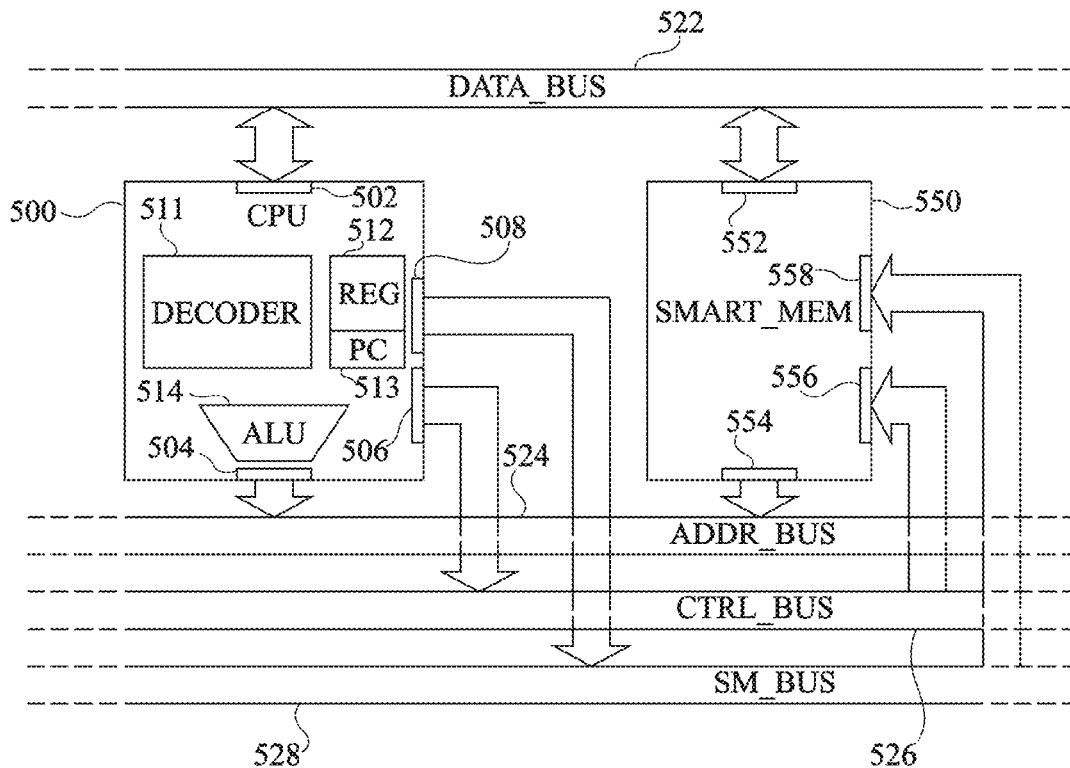 522
DATA_BUS
500
511
502
CPU
512
508
552
550
558
DECODER
REG
SMART_MEM
PC
514
513
556
ALU
504
506
524
554
ADDR_BUS
CTRL_BUS
SM_BUS
528
526